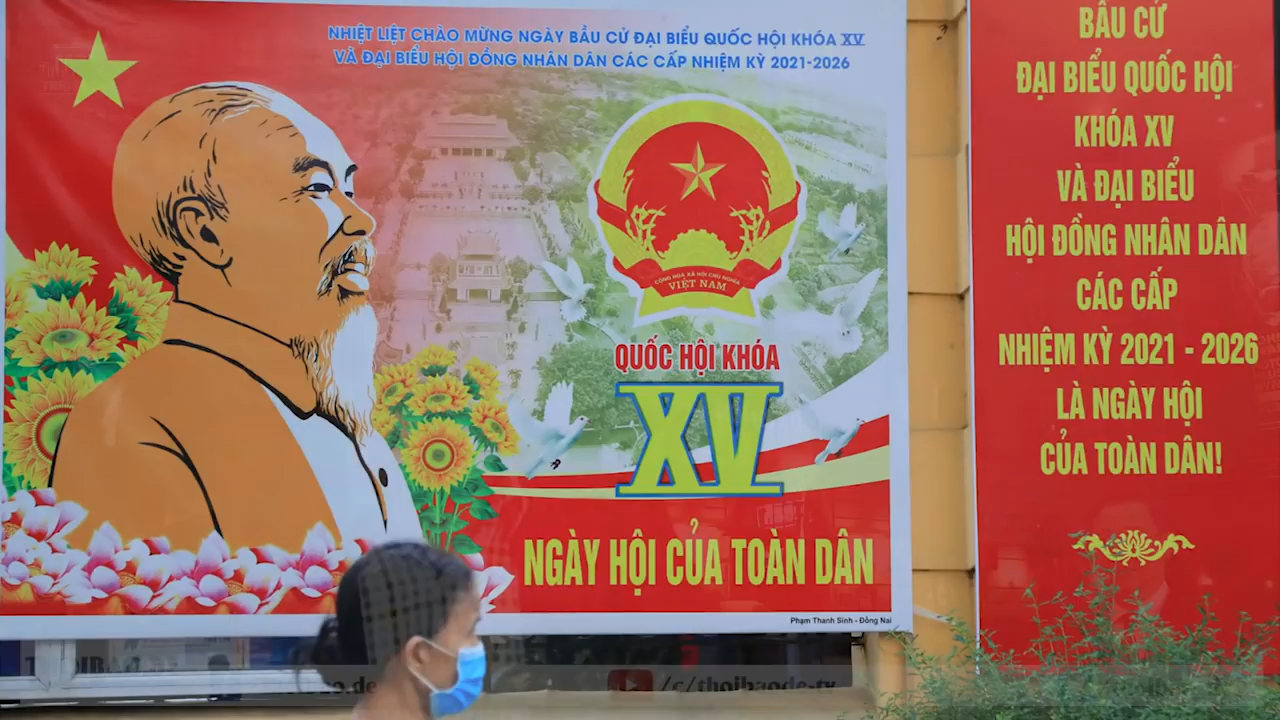 NHIỆT LIỆT CHÀO MỪNG NGÀY BẦU CỬ ĐẠI BIỂU QUỐC HỘI KHÓA XV
VÀ ĐẠI BIỂU HỘI ĐỒNG NHÂN DÂN CÁC CẤP NHIỆM KỲ 2021-2026
CỘNG HÒA XÃ HỘI CHỦ NGHĨA
VIỆT NAM
QUỐC HỘI KHÓA
XV
NGÀY HỘI CỦA TOÀN DÂN
Phạm Thanh Sinh - Đồng Nai
BẦU CỬ
ĐẠI BIỂU QUỐC HỘI
KHÓA XV
VÀ ĐẠI BIỂU
HỘI ĐỒNG NHÂN DÂN
CÁC CẤP
NHIỆM KỲ 2021 - 2026
LÀ NGÀY HỘI
CỦA TOÀN DÂN!
/c/thoibaode-tv